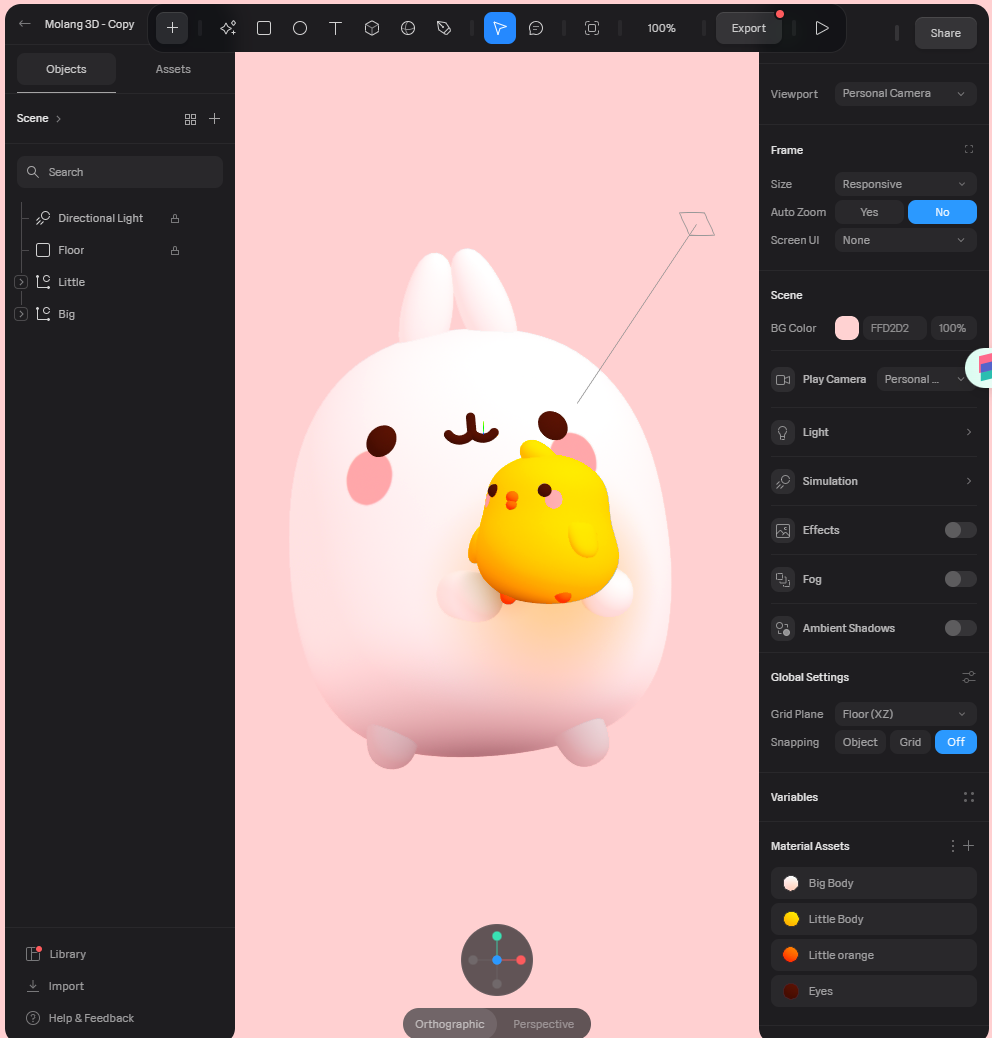 Molang 3D - Copy
100%
Export
Share
Objects
Assets
Scene
Search
Directional Light
Floor
Little
Big
Library
Import
Help & Feedback
Orthographic
Perspective
Viewport
Personal Camera
Frame
Size
Responsive
Auto Zoom
Yes
No
Screen UI
None
Scene
BG Color
FFD2D2
100%
Play Camera
Personal ...
Light
Simulation
Effects
Fog
Ambient Shadows
Global Settings
Grid Plane
Floor (XZ)
Snapping
Object
Grid
Off
Variables
Material Assets
Big Body
Little Body
Little orange
Eyes